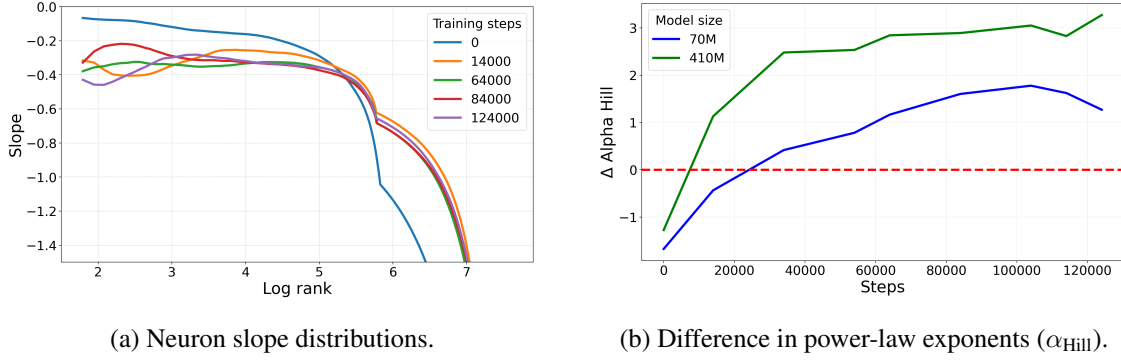 0.0
−0.2
−0.4
−0.6
−0.8
−1.0
−1.2
−1.4
Slope
2 3 4 5 6 7
Log rank
Training steps
0
14000
64000
84000
124000
(a) Neuron slope distributions.
3
2
1
0
−1
Δ Alpha Hill
0 20000 40000 60000 80000 100000 120000
Steps
Model size
70M
410M
(b) Difference in power-law exponents (αHill).